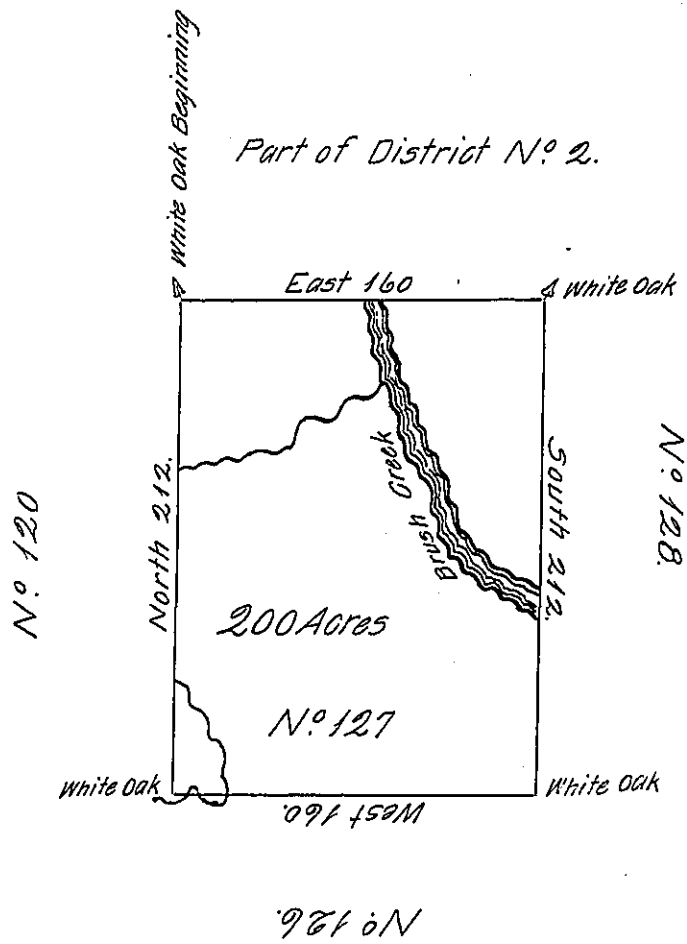 White Oak Beginning
Part of District Nº 2.
East 160
White Oak
Nº 120
North 212.
Brush Creek
South 212.
Nº 128.
200 Acres
Nº 127
White Oak
White Oak
West 160.
Nº 126.